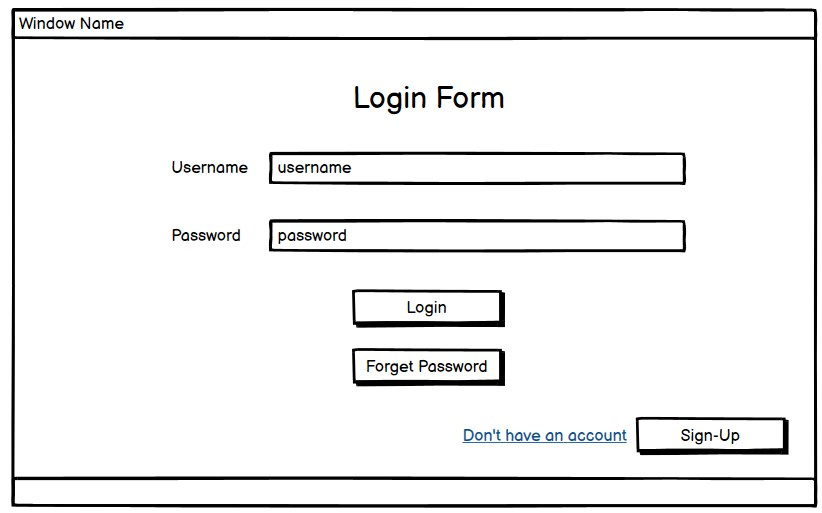 Window Name
Login Form
Username username
Password password
Login
Forget Password
Don't have an account Sign-Up